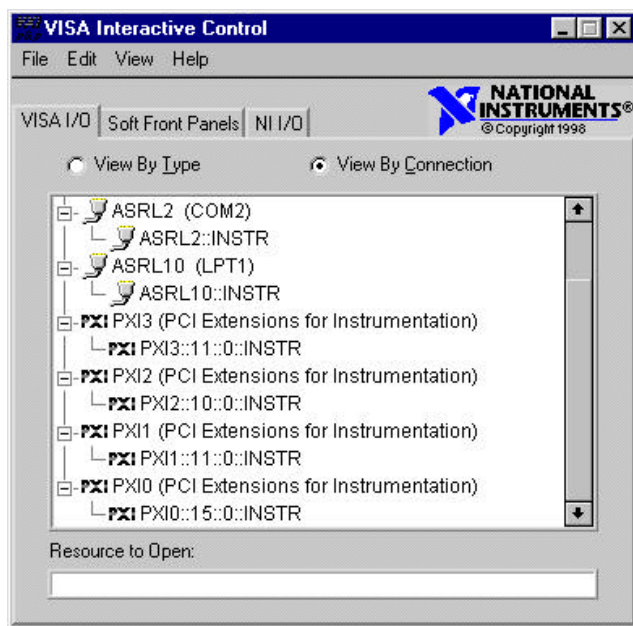 VISA Interactive Control
File Edit View Help
NATIONAL
INSTRUMENTS®
© Copyright 1998
VISA I/O Soft Front Panels NI I/O
View By Type View By Connection
ASRL2 (COM2)
ASRL2::INSTR
ASRL10 (LPT1)
ASRL10::INSTR
PXI PXI3 (PCI Extensions for Instrumentation)
PXI PXI3::11::0::INSTR
PXI PXI2 (PCI Extensions for Instrumentation)
PXI PXI2::10::0::INSTR
PXI PXI1 (PCI Extensions for Instrumentation)
PXI PXI1::11::0::INSTR
PXI PXI0 (PCI Extensions for Instrumentation)
PXI PXI0::15::0::INSTR
Resource to Open: